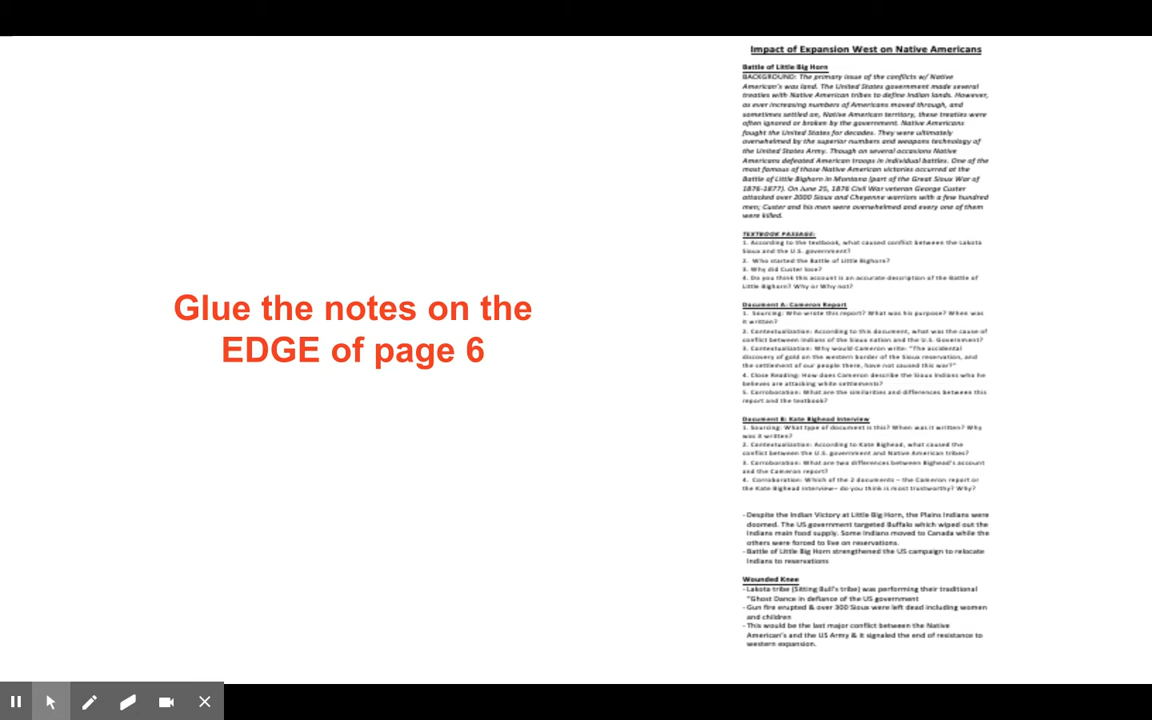 Glue the notes on the
EDGE of page 6
Impact of Expansion West on Native Americans
Battle of Little Big Horn
BACKGROUND: The primary issue of the conflicts w/ Native
American's was land. The United States government made several
treaties with Native American tribes to define Indian lands. However,
as ever increasing numbers of Americans moved through, and
sometimes settled on, Native American territory, these treaties were
often ignored or broken by the government. Native Americans
fought the United States for decades. They were ultimately
overwhelmed by the superior numbers and weapons technology of
the United States Army. Though on several occasions Native
Americans defeated American troops in individual battles. One of the
most famous of those Native American victories occurred at the
Battle of Little Bighorn in Montana (part of the Great Sioux War of
1876-1877). On June 25, 1876 Civil War veteran George Custer
attacked over 2000 Sioux and Cheyenne warriors with a few hundred
men; Custer and his men were overwhelmed and every one of them
were killed.
TEXTBOOK PASSAGE:
1. According to the textbook, what caused conflict between the Lakota
Sioux and the U.S. government?
2. Who started the Battle of Little Bighorn?
3. Why did Custer lose?
4. Do you think this account is an accurate description of the Battle of
Little Bighorn? Why or Why not?
Document A: Cameron Report
1. Sourcing: Who wrote this report? What was his purpose? When was
it written?
2. Contextualization: According to this document, what was the cause of
conflict between Indians of the Sioux nation and the U.S. Government?
3. Contextualization: Why would Cameron write- "The accidental
discovery of gold on the western border of the Sioux reservation, and
the settlement of our people there, have not caused this war?"
4. Close Reading: How does Cameron describe the Sioux Indians who he
believes are attacking white settlements?
5. Corroboration: What are the similarities and differences between this
report and the textbook?
Document B: Kate Bighead Interview
1. Sourcing: What type of document is this? When was it written? Why
was it written?
2. Contextualization: According to Kate Bighead, what caused the
conflict between the U.S. government and Native American tribes?
3. Corroboration: What are two differences between Bighead's account
and the Cameron report?
4. Corroboration: Which of the 2 documents – the Cameron report or
the Kate Bighead interview– do you think is most trustworthy? Why?
- Despite the Indian Victory at Little Big Horn, the Plains Indians were
doomed. The US government targeted Buffalo which wiped out the
Indians main food supply. Some Indians moved to Canada while the
others were forced to live on reservations.
- Battle of Little Big Horn strengthened the US campaign to relocate
Indians to reservations
Wounded Knee
- Lakota tribe (Sitting Bull's tribe) was performing their traditional
"Ghost Dance in defiance of the US government
- Gun fire erupted & over 300 Sioux were left dead including women
and children
- This would be the last major conflict between the Native
American's and the US Army & it signaled the end of resistance to
western expansion.